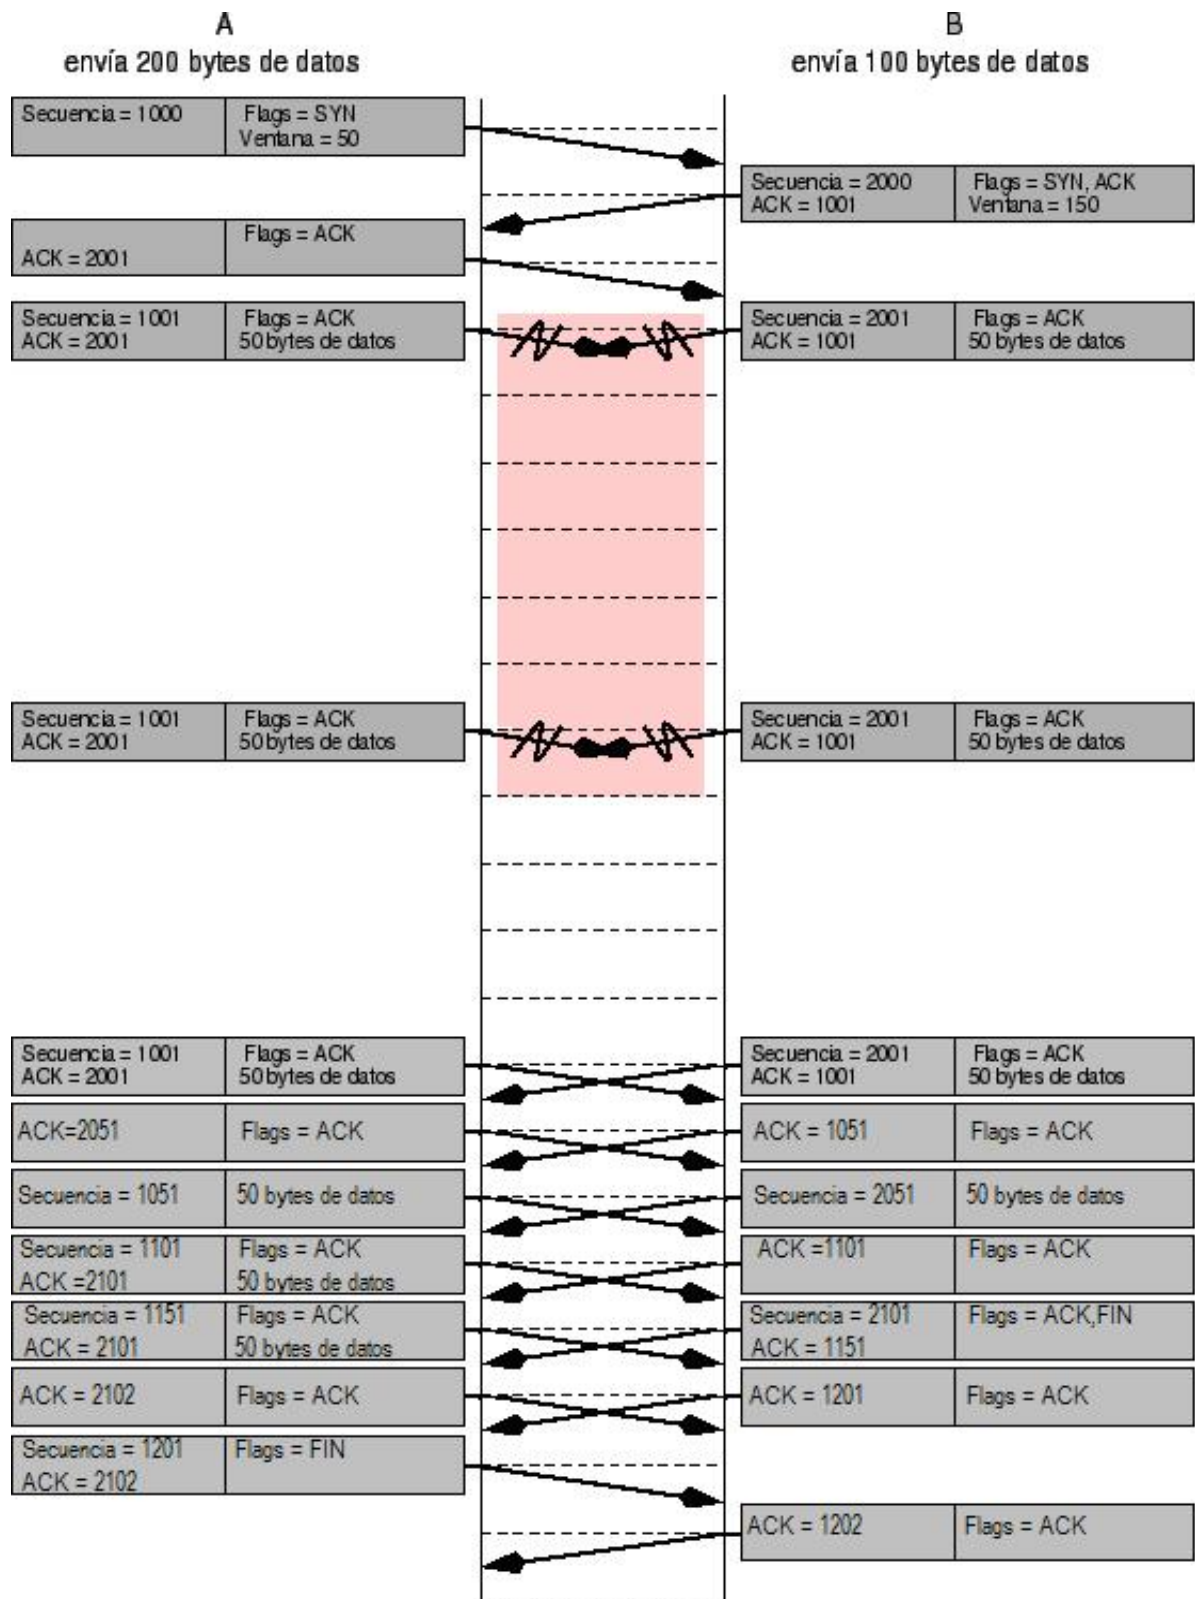 A
envía 200 bytes de datos
B
envía 100 bytes de datos
Secuencia = 1000
Flags = SYN
Ventana = 50
Secuencia = 2000
ACK = 1001
Flags = SYN, ACK
Ventana = 150
ACK = 2001
Flags = ACK
Secuencia = 1001
ACK = 2001
Flags = ACK
50 bytes de datos
Secuencia = 2001
ACK = 1001
Flags = ACK
50 bytes de datos
Secuencia = 1001
ACK = 2001
Flags = ACK
50 bytes de datos
Secuencia = 2001
ACK = 1001
Flags = ACK
50 bytes de datos
Secuencia = 1001
ACK = 2001
Flags = ACK
50 bytes de datos
Secuencia = 2001
ACK = 1001
Flags = ACK
50 bytes de datos
ACK=2051
Flags = ACK
ACK = 1051
Flags = ACK
Secuencia = 1051
50 bytes de datos
Secuencia = 2051
50 bytes de datos
Secuencia = 1101
ACK =2101
Flags = ACK
50 bytes de datos
ACK =1101
Flags = ACK
Secuencia = 1151
ACK = 2101
Flags = ACK
50 bytes de datos
Secuencia = 2101
ACK = 1151
Flags = ACK,FIN
ACK = 2102
Flags = ACK
ACK = 1201
Flags = ACK
Secuencia = 1201
ACK = 2102
Flags = FIN
ACK = 1202
Flags = ACK